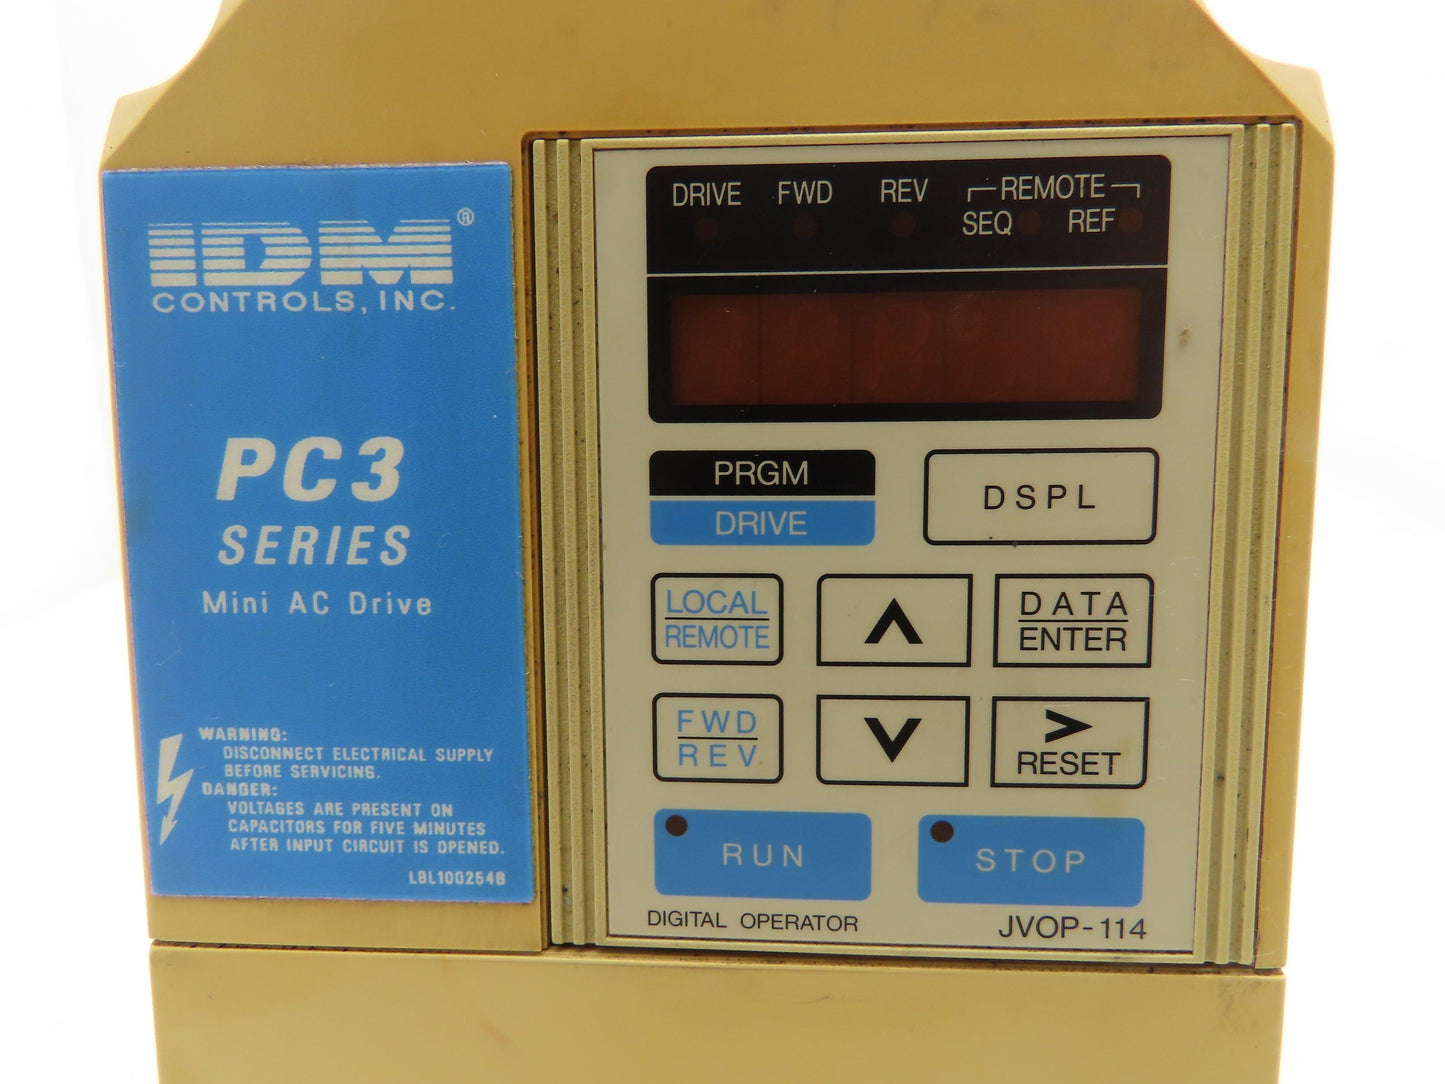 IDM®
CONTROLS, INC.
PC3
SERIES
Mini AC Drive
WARNING:
DISCONNECT ELECTRICAL SUPPLY
BEFORE SERVICING.
DANGER:
VOLTAGES ARE PRESENT ON
CAPACITORS FOR FIVE MINUTES
AFTER INPUT CIRCUIT IS OPENED.
LBL100254B
DRIVE FWD REV REMOTE
SEQ REF
PRGM
DRIVE
DSPL
LOCAL
REMOTE
DATA
ENTER
FWD
REV
>
RESET
RUN
STOP
DIGITAL OPERATOR
JVOP-114